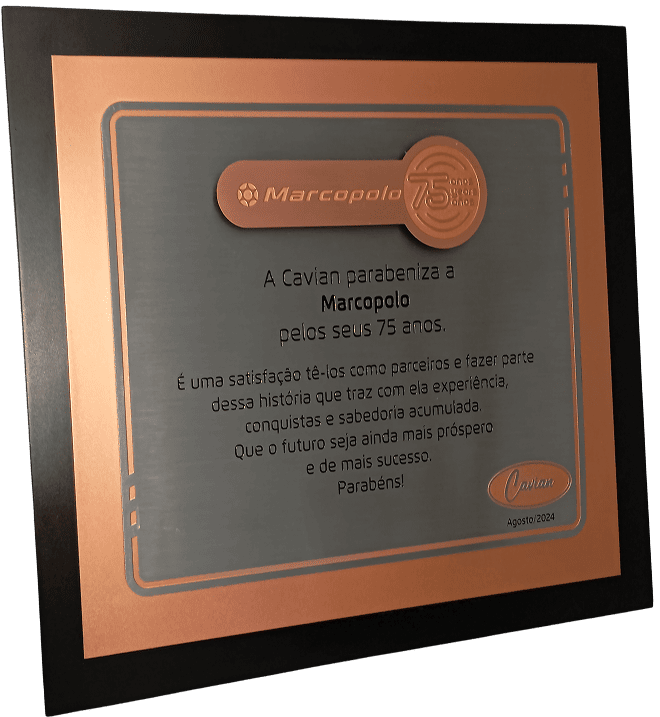 Marcopolo
75 anos
A Cavian parabeniza a
Marcopolo
pelos seus 75 anos.
É uma satisfação tê-los como parceiros e fazer parte
dessa história que traz com ela experiência,
conquistas e sabedoria acumulada.
Que o futuro seja ainda mais próspero
e de mais sucesso.
Parabéns!
Cavian
Agosto/2024